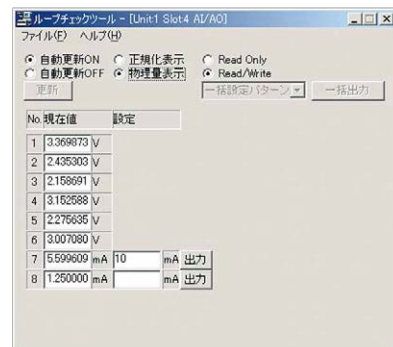 ループチェックツール - [Unit:1 Slot:4 AI/AO]
ファイル(F) ヘルプ(H)
自動更新ON 正規化表示 Read Only
自動更新OFF 物理量表示 Read/Write
更新 一括設定パターン 一括出力
No. 現在値 設定
1 3.369873 V
2 2.435303 V
3 2.158691 V
4 3.152588 V
5 2.275635 V
6 3.007080 V
7 5.599609 mA 10 mA 出力
8 1.250000 mA mA 出力